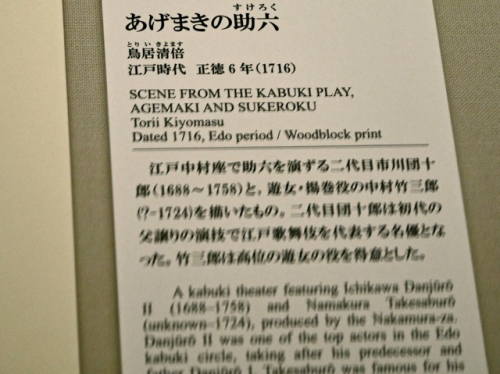 すけろく
あげまきの助六
とりい きよます
鳥居清倍
江戸時代 正徳6年(1716)
SCENE FROM THE KABUKI PLAY,
AGEMAKI AND SUKEROKU
Torii Kiyomasu
Dated 1716, Edo period / Woodblock print
江戸中村座で助六を演ずる二代目市川団十
郎(1688~1758)と、遊女・揚巻役の中村竹三郎
(?-1724)を描いたもの。二代目団十郎は初代の
父譲りの演技で江戸歌舞伎を代表する名優とな
った。竹三郎は高位の遊女の役を得意とした。
A kabuki theater featuring Ichikawa Danjūrō
II (1688-1758) and Namakura Takesaburō
(unknown-1724), produced by the Nakamura-za.
Danjūrō II was one of the top actors in the Edo
kabuki circle, taking after his predecessor and
father Danjūrō I. Takesaburō was famous for his